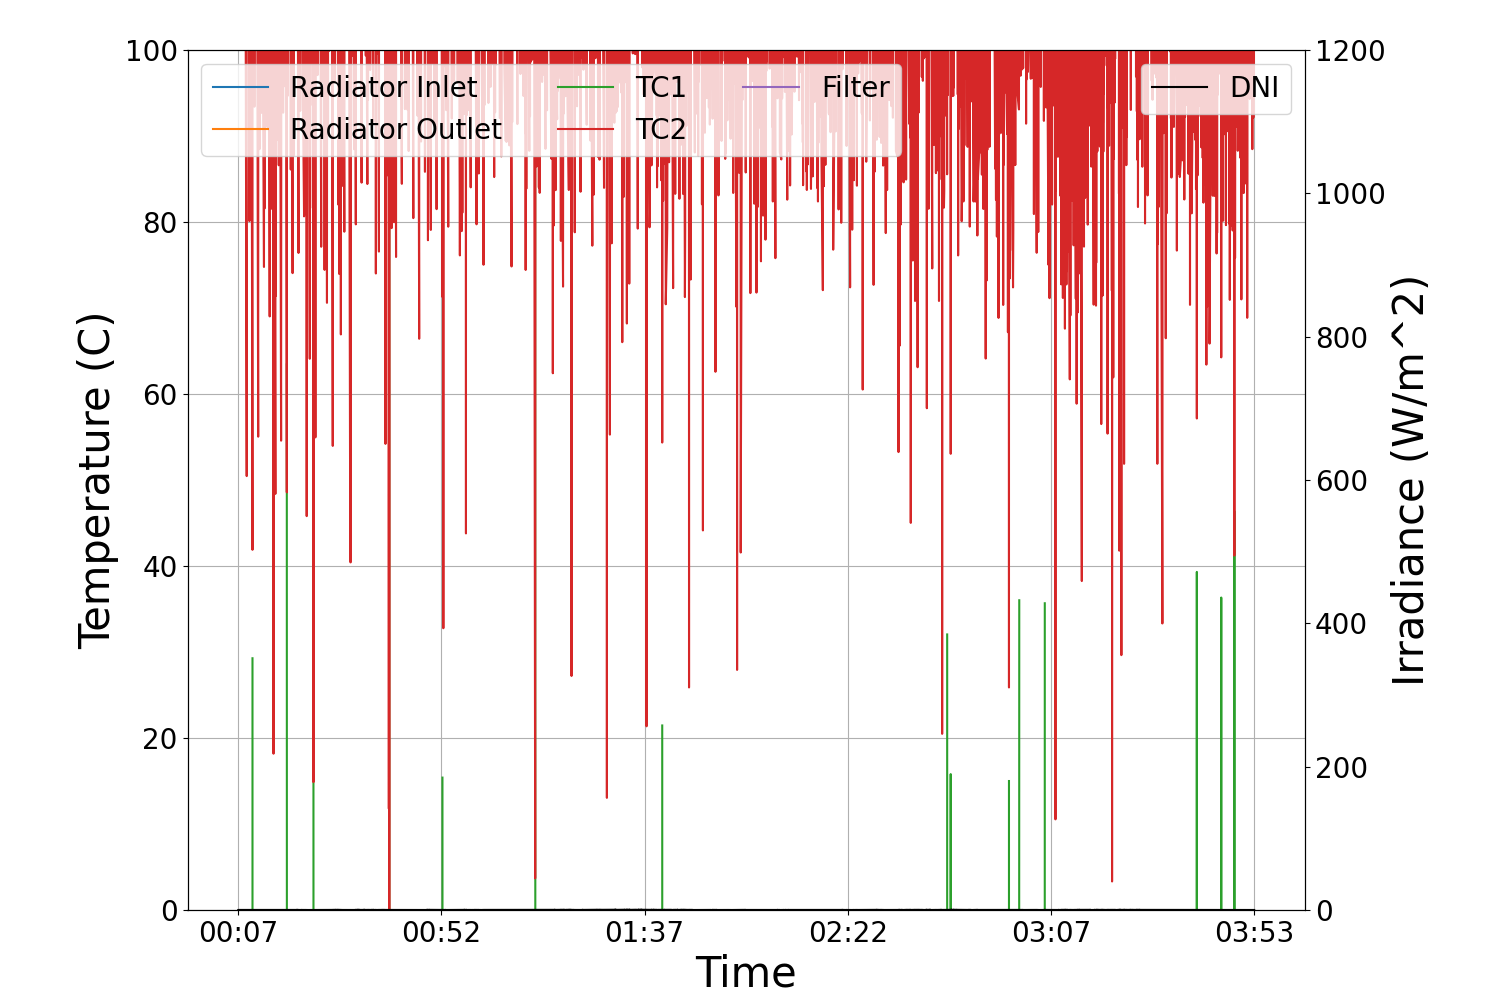 Radiator Inlet
Radiator Outlet
TC1
TC2
Filter
DNI
Temperature (C)
100
80
60
40
20
0
Irradiance (W/m^2)
1200
1000
800
600
400
200
0
00:07 00:52 01:37 02:22 03:07 03:53
Time